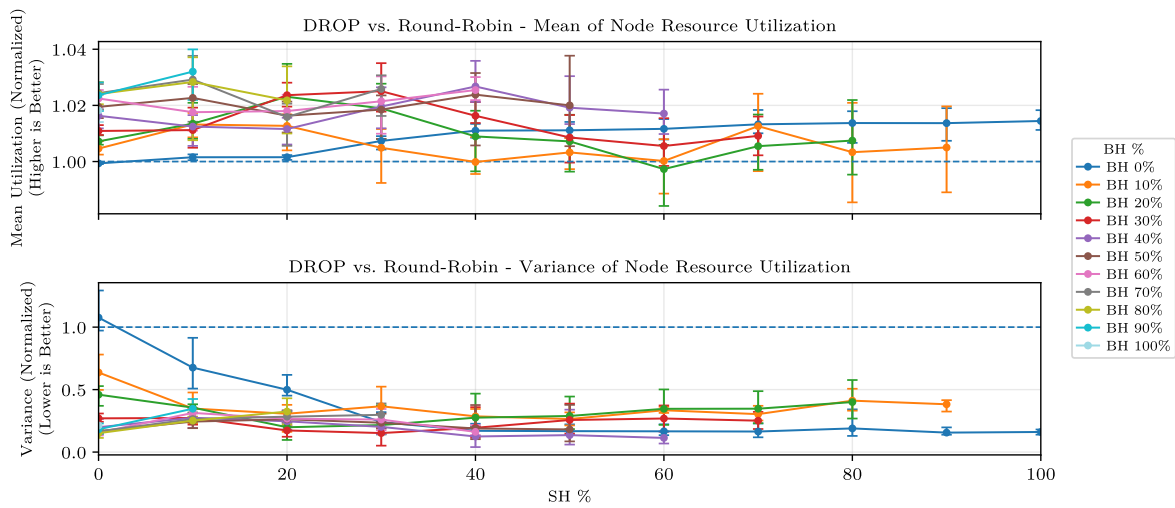 DROP vs. Round-Robin - Mean of Node Resource Utilization
Mean Utilization (Normalized)
(Higher is Better)
1.04
1.02
1.00
DROP vs. Round-Robin - Variance of Node Resource Utilization
Variance (Normalized)
(Lower is Better)
1.0
0.5
0.0
0
20
40
60
80
100
SH %
BH %
BH 0%
BH 10%
BH 20%
BH 30%
BH 40%
BH 50%
BH 60%
BH 70%
BH 80%
BH 90%
BH 100%